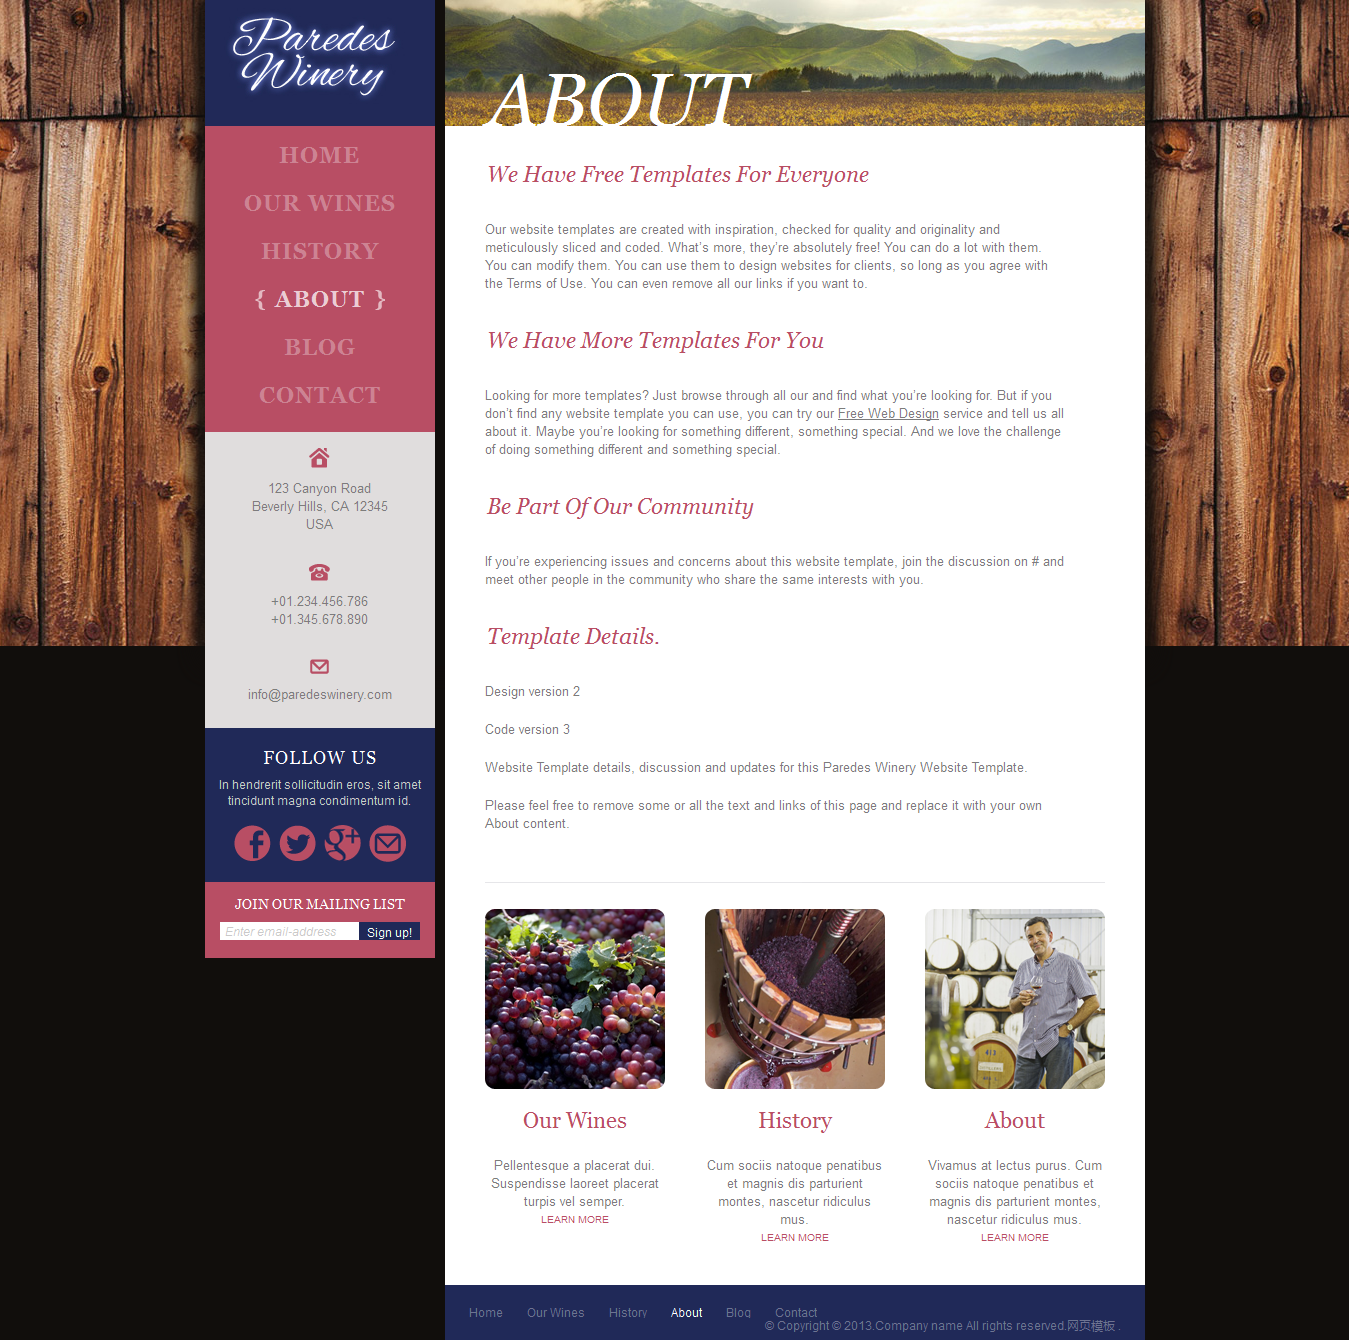 Paredes
Winery
HOME
OUR WINES
HISTORY
{ ABOUT }
BLOG
CONTACT
123 Canyon Road
Beverly Hills, CA 12345
USA
+01.234.456.786
+01.345.678.890
info@paredeswinery.com
FOLLOW US
In hendrerit sollicitudin eros, sit amet
tincidunt magna condimentum id.
JOIN OUR MAILING LIST
Enter email-address
Sign up!
ABOUT
We Have Free Templates For Everyone
Our website templates are created with inspiration, checked for quality and originality and
meticulously sliced and coded. What's more, they're absolutely free! You can do a lot with them.
You can modify them. You can use them to design websites for clients, so long as you agree with
the Terms of Use. You can even remove all our links if you want to.
We Have More Templates For You
Looking for more templates? Just browse through all our and find what you're looking for. But if you
don't find any website template you can use, you can try our Free Web Design service and tell us all
about it. Maybe you're looking for something different, something special. And we love the challenge
of doing something different and something special.
Be Part Of Our Community
If you're experiencing issues and concerns about this website template, join the discussion on # and
meet other people in the community who share the same interests with you.
Template Details.
Design version 2
Code version 3
Website Template details, discussion and updates for this Paredes Winery Website Template.
Please feel free to remove some or all the text and links of this page and replace it with your own
About content.
Our Wines
Pellentesque a placerat dui.
Suspendisse laoreet placerat
turpis vel semper.
LEARN MORE
History
Cum sociis natoque penatibus
et magnis dis parturient
montes, nascetur ridiculus
mus.
LEARN MORE
About
Vivamus at lectus purus. Cum
sociis natoque penatibus et
magnis dis parturient montes,
nascetur ridiculus mus.
LEARN MORE
Home Our Wines History About Blog Contact
© Copyright © 2013.Company name All rights reserved.网页模板 .